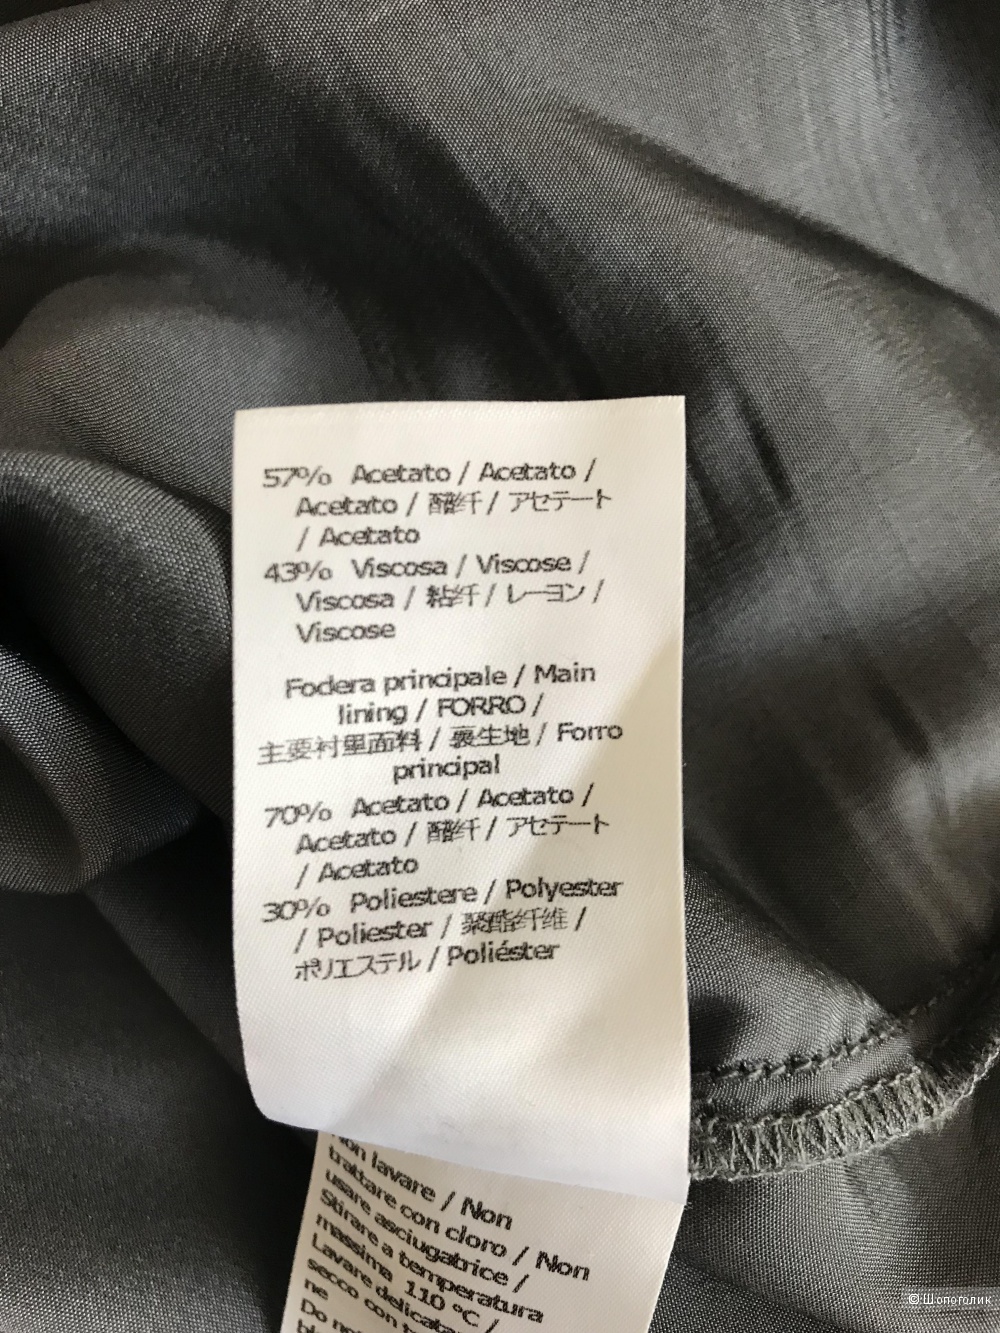 57% Acetato / Acetato /
Acetato / 醋纤 / アセテート
/ Acetato
43% Viscosa / Viscose /
Viscosa / 粘纤 / レーヨン /
Viscose
Fodera principale / Main
lining / FORRO /
主要衬里面料 / 裏生地 / Forro
principal
70% Acetato / Acetato /
Acetato / 醋纤 / アセテート
/ Acetato
30% Poliestere / Polyester
/ Poliester / 聚酯纤维 /
ポリエステル / Poliéster
Non lavare / Non
trattare con cloro / Non
usare asciugatrice /
Stirare a temperatura
massima 110 °C /
Lavare
secco con
ne
Do
© Шопоголик